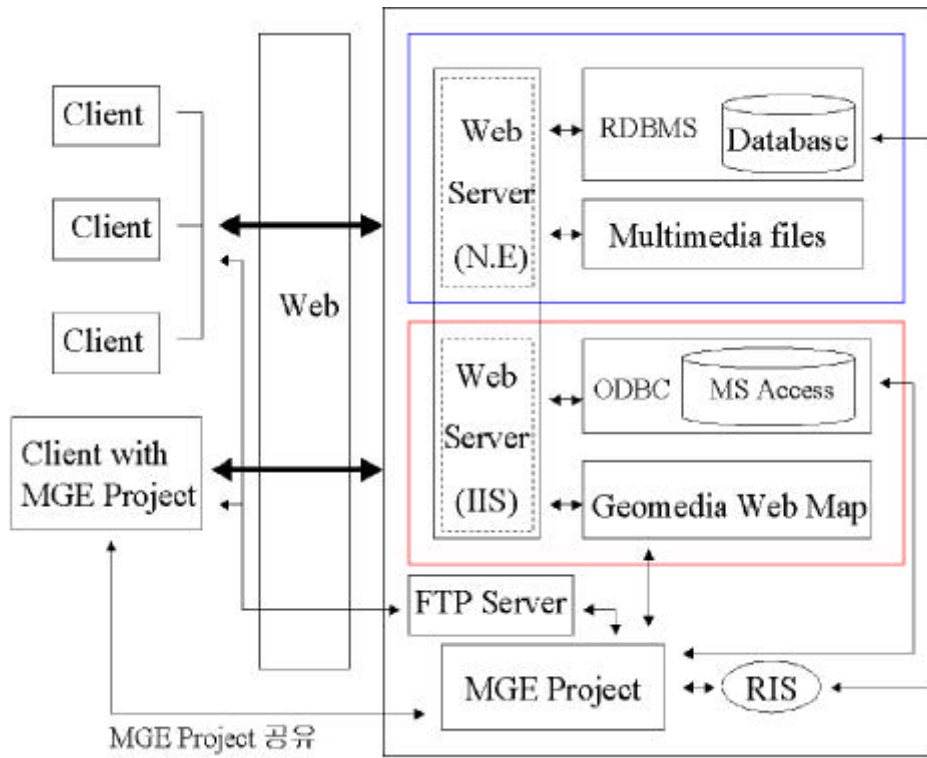 Client
Client
Client
Client with
MGE Project
Web
Web
Server
(N.E)
RDBMS
Database
Multimedia files
Web
Server
(IIS)
ODBC
MS Access
Geomedia Web Map
FTP Server
MGE Project
RIS
MGE Project 공유